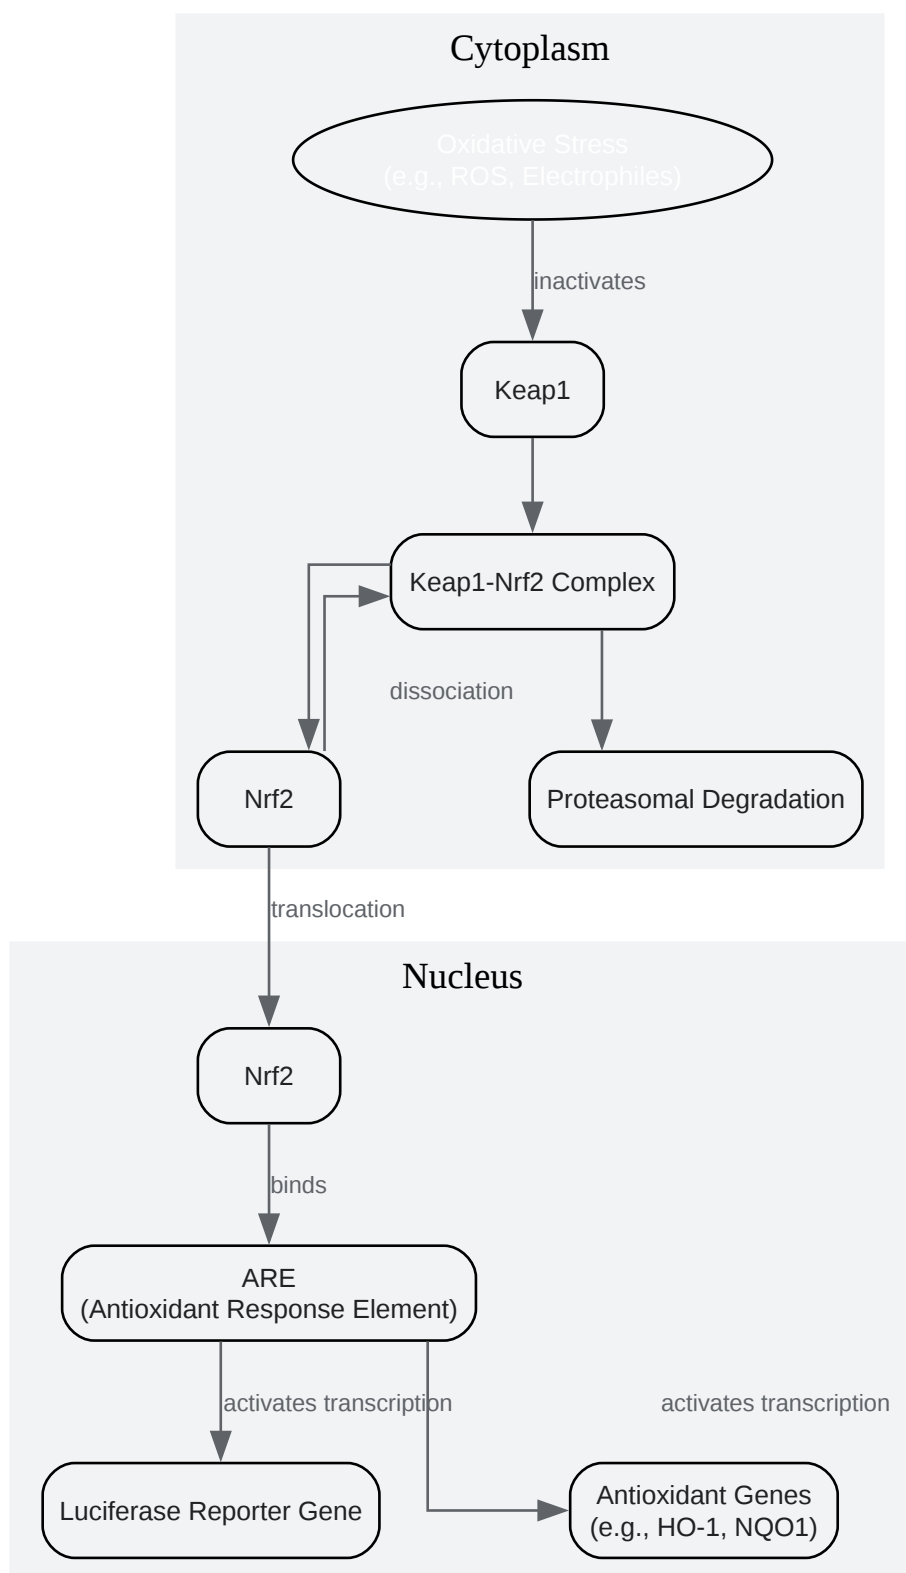 Cytoplasm
Oxidative Stress
(e.g., ROS, Electrophiles)
inactivates
Keap1
Keap1-Nrf2 Complex
dissociation
Nrf2
Proteasomal Degradation
translocation
Nucleus
Nrf2
binds
ARE
(Antioxidant Response Element)
activates transcription
activates transcription
Luciferase Reporter Gene
Antioxidant Genes
(e.g., HO-1, NQO1)